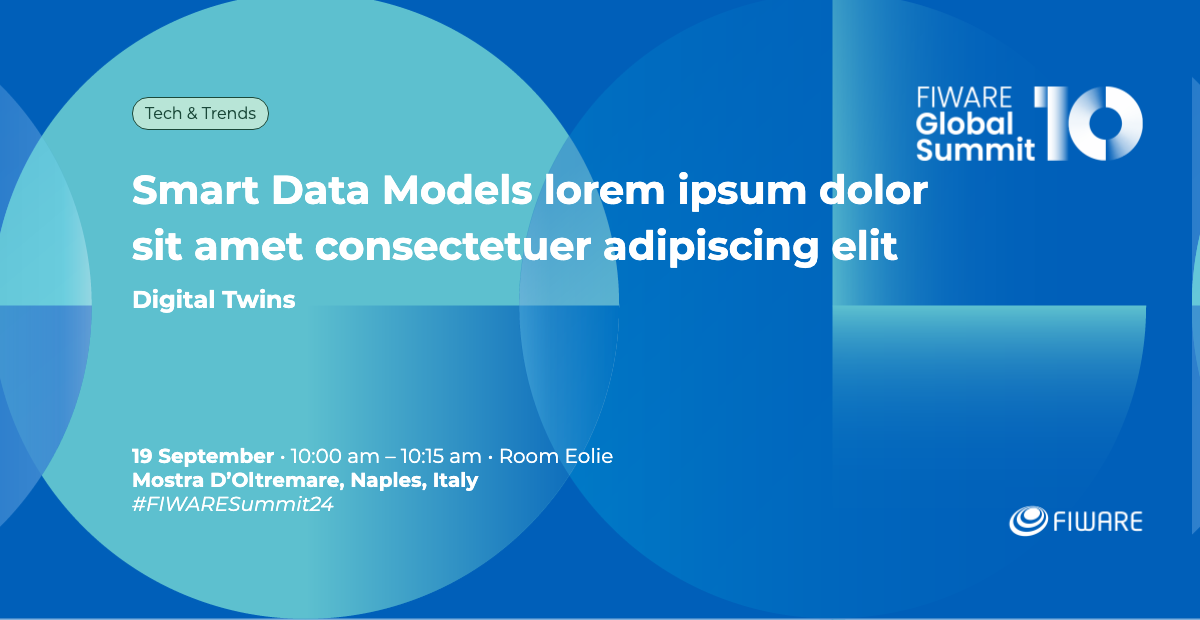 Tech & Trends
FIWARE
Global
Summit 10
Smart Data Models lorem ipsum dolor
sit amet consectetuer adipiscing elit
Digital Twins
19 September · 10:00 am – 10:15 am · Room Eolie
Mostra D’Oltremare, Naples, Italy
#FIWARESummit24
FIWARE